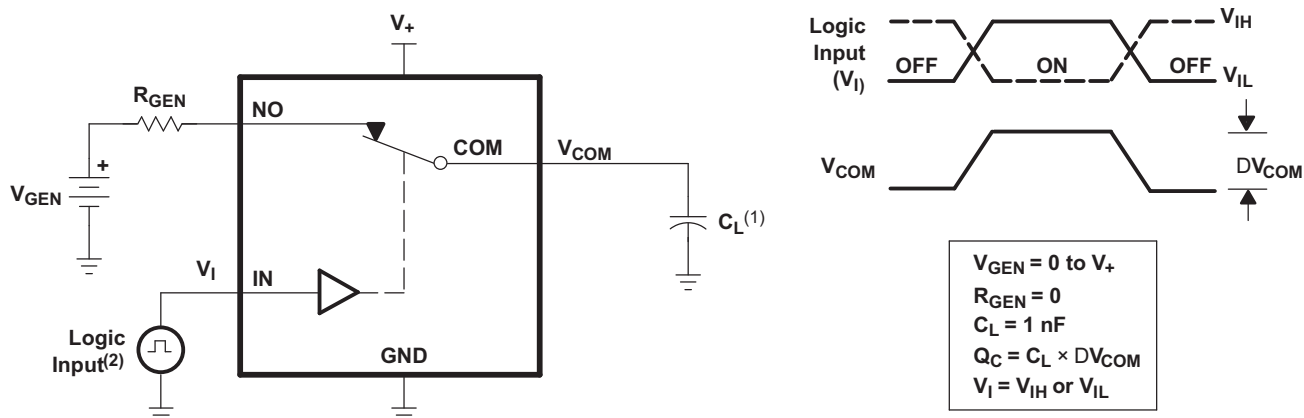 V+
RGEN
NO
COM
VCOM
VGEN
+
CL(1)
VI
IN
Logic
Input(2)
GND
Logic
Input
(VI)
OFF
ON
OFF
VIH
VIL
VCOM
DVCOM
VGEN = 0 to V+
RGEN = 0
CL = 1 nF
QC = CL × DVCOM
VI = VIH or VIL